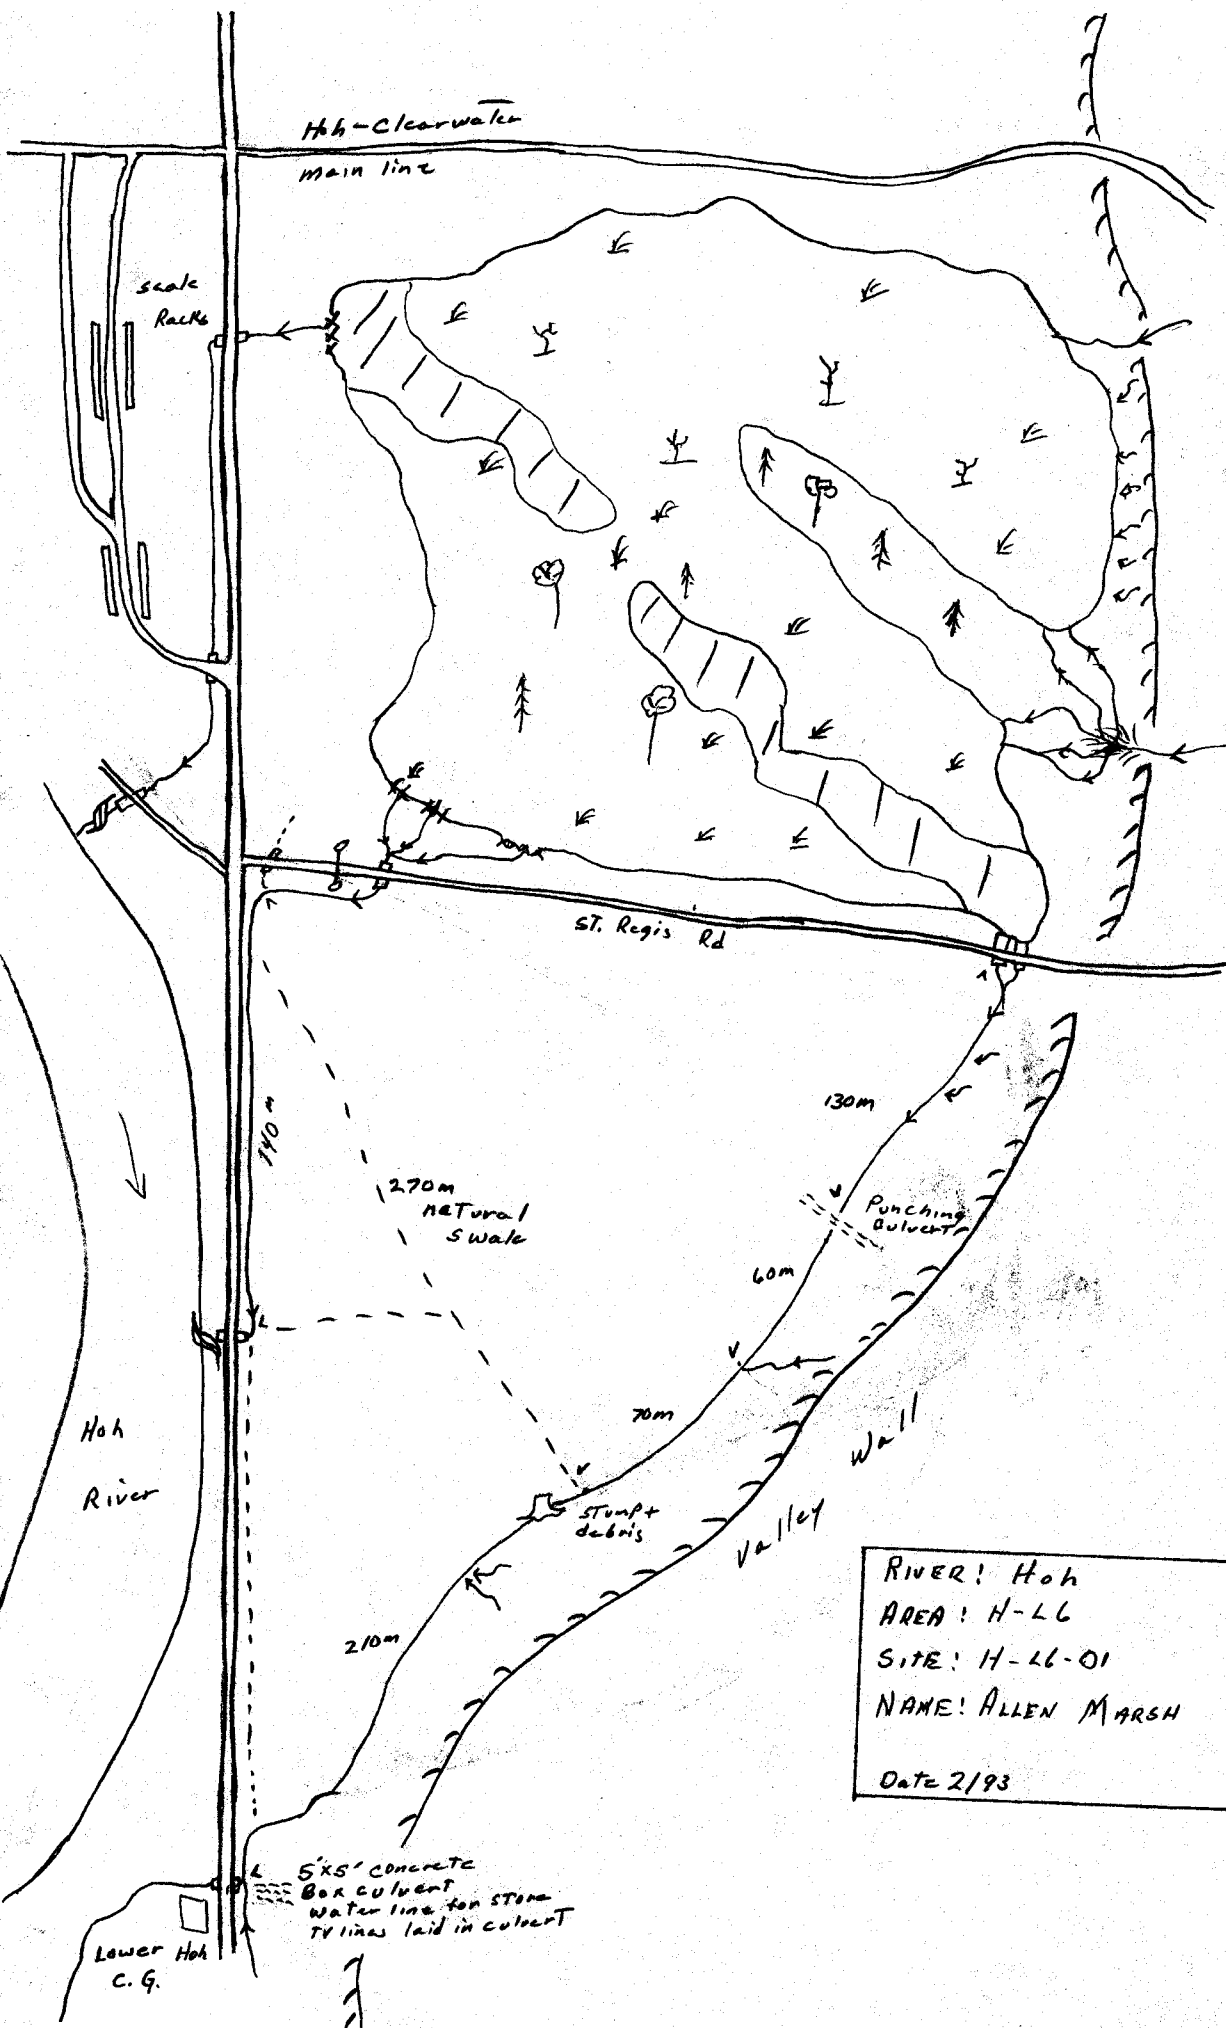 Hoh-Clearwater
main line
scale
Racks
ST. Regis Rd
130m
140m
270m
natural
swale
Punching
Culvert
60m
70m
Hoh
River
Wall
Valley
STump+
debris
210m
RIVER: Hoh
AREA: H-L6
SITE: H-L6-01
NAME: ALLEN MARSH
Date 2/93
5'x5' concrete
Box culvert
water line for store
TV lines laid in culvert
Lower Hoh
C.G.